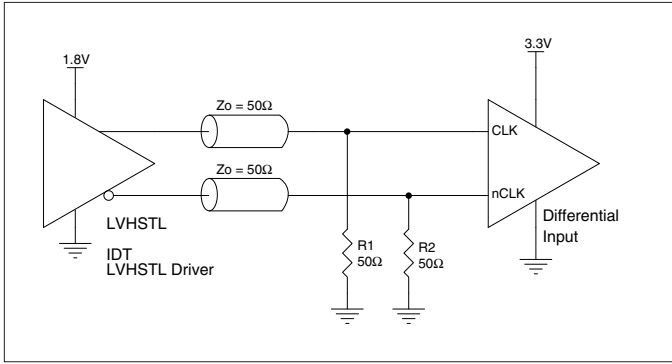 1.8V
3.3V
Zo = 50Ω
CLK
Zo = 50Ω
nCLK
LVHSTL
IDT
LVHSTL Driver
R1
50Ω
R2
50Ω
Differential
Input